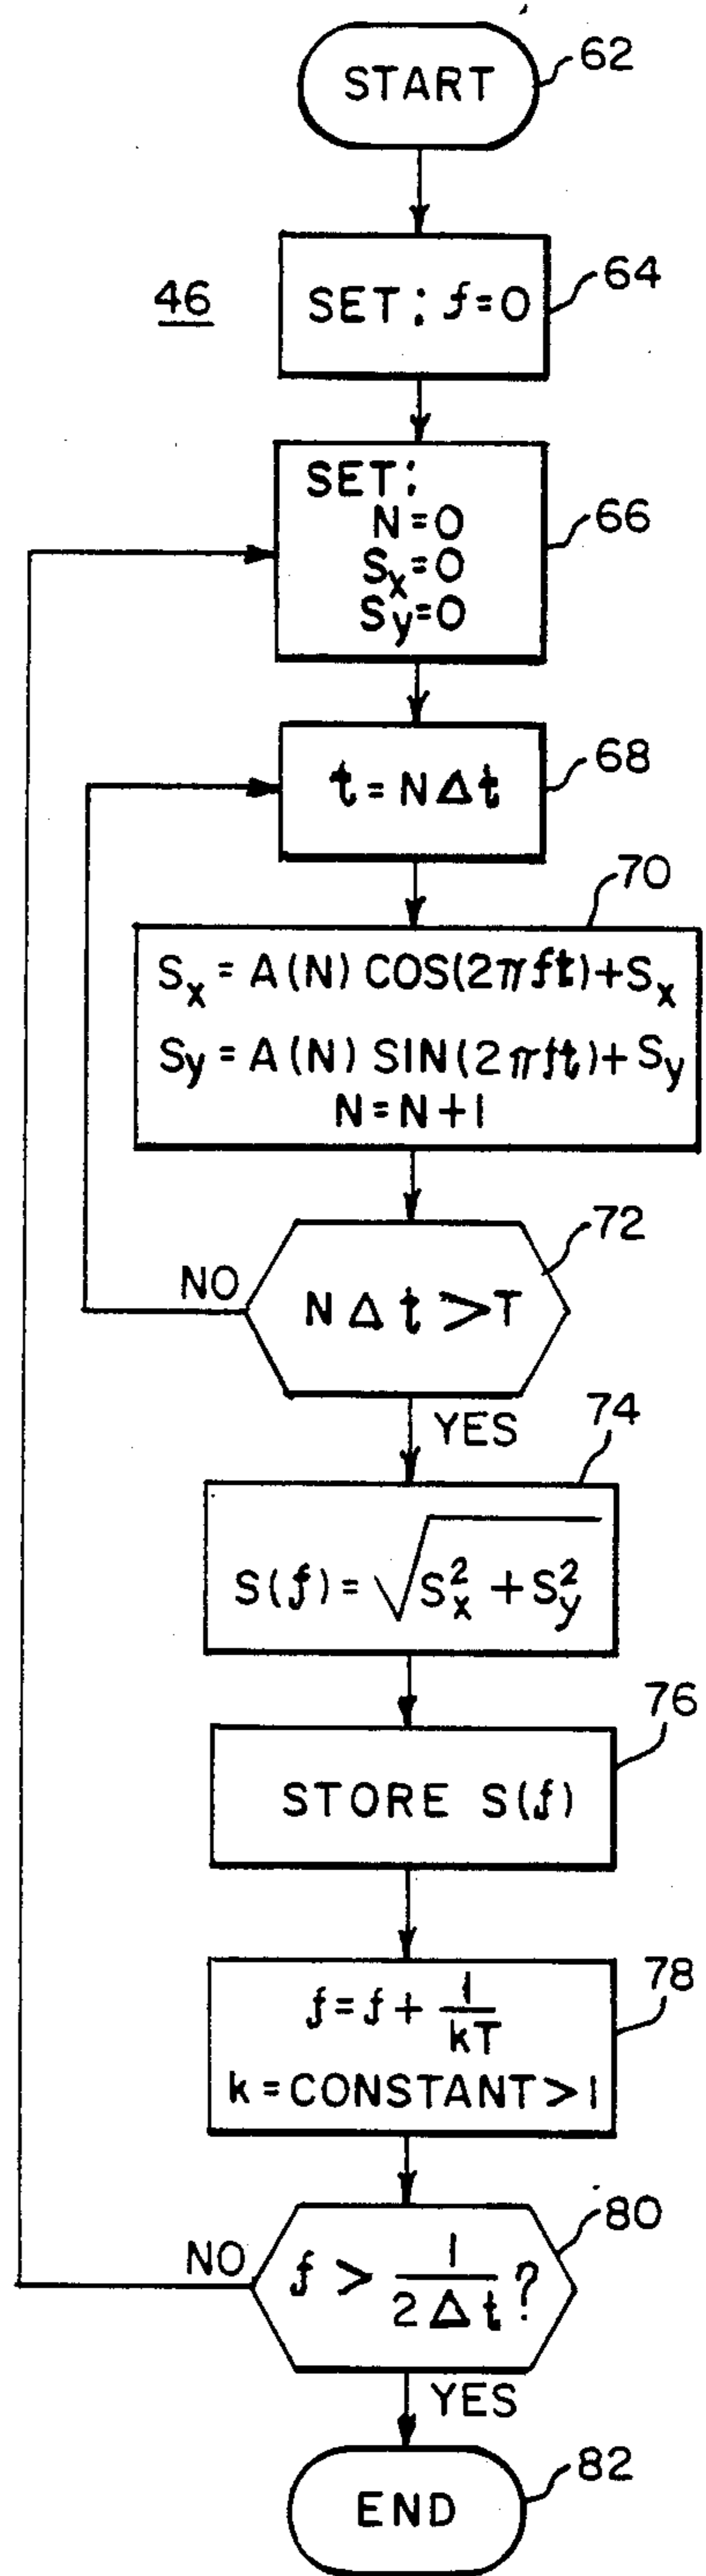 START
62
SET: f=0
64
46
SET:
N=0
Sx=0
Sy=0
66
t=NΔt
68
70
Sx=A(N) COS(2πft)+Sx
Sy=A(N) SIN(2πft)+Sy
N=N+1
72
NΔt>T
NO
YES
74
S(f)=√Sx²+Sy²
76
STORE S(f)
78
f=f+1/kT
k=CONSTANT>1
80
NO
f>1/2Δt?
YES
82
END